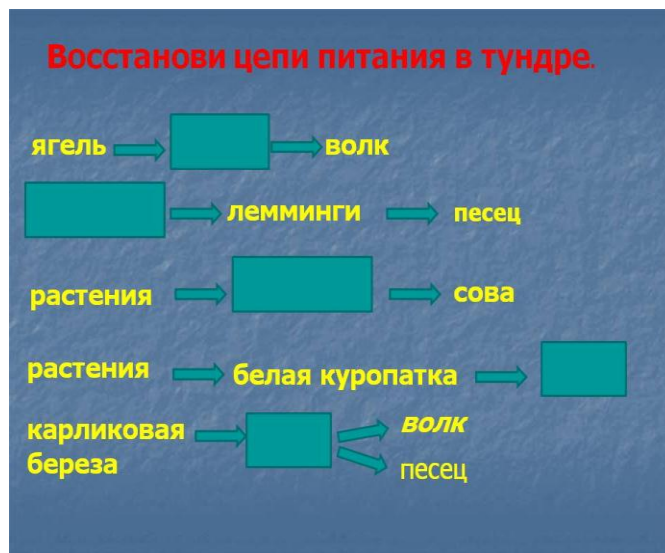 Восстанови цепи питания в тундре.
ягель волк
лемминги песец
растения сова
растения белая куропатка
карликовая волк
береза песец